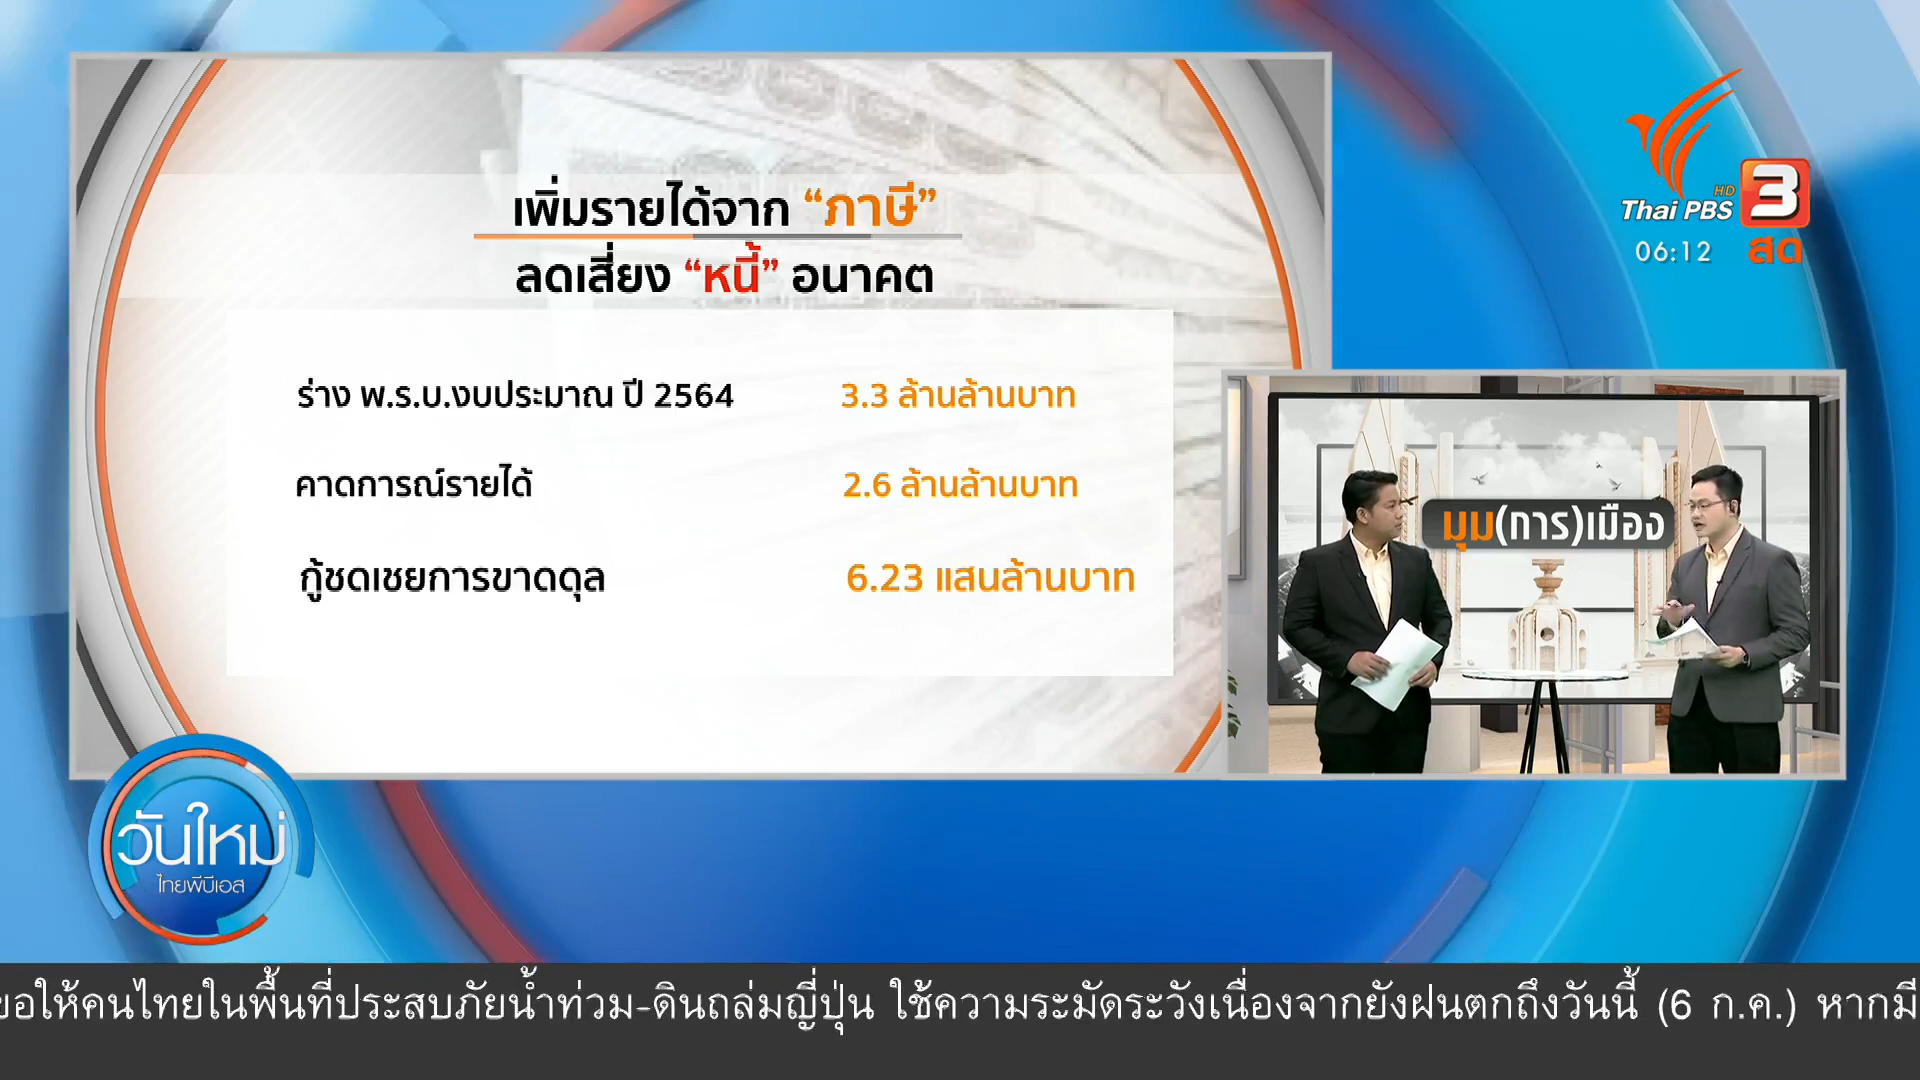 เพิ่มรายได้จาก “ภาษี”
ลดเสี่ยง “หนี้” อนาคต
ร่าง พ.ร.บ.งบประมาณ ปี 2564 3.3 ล้านล้านบาท
คาดการณ์รายได้ 2.6 ล้านล้านบาท
กู้ชดเชยการขาดดุล 6.23 แสนล้านบาท
HD
Thai PBS 3
06:12 สด
มุม(การ)เมือง
วันใหม่
ไทยพีบีเอส
ขอให้คนไทยในพื้นที่ประสบภัยน้ำท่วม-ดินถล่มญี่ปุ่น ใช้ความระมัดระวังเนื่องจากยังฝนตกถึงวันนี้ (6 ก.ค.) หากมี